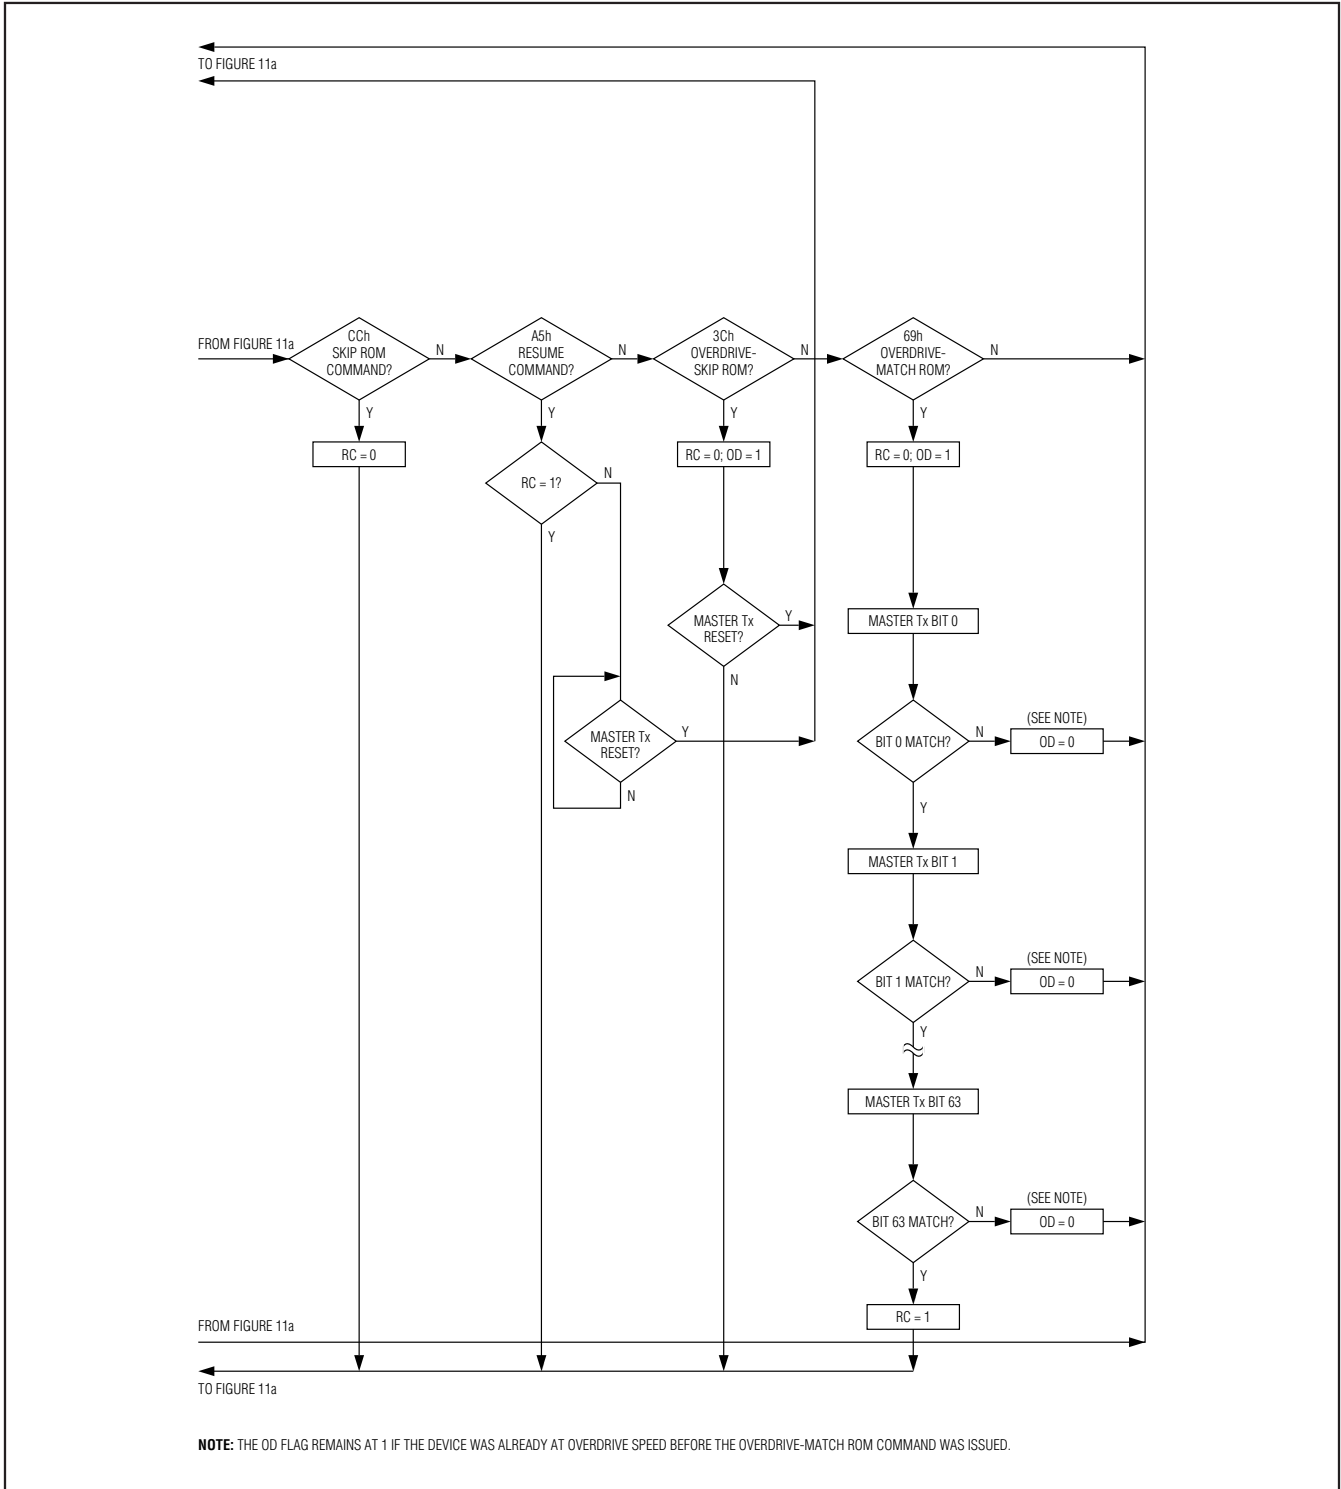 TO FIGURE 11a
FROM FIGURE 11a
CCh
SKIP ROM
COMMAND?
N
A5h
RESUME
COMMAND?
N
3Ch
OVERDRIVE-
SKIP ROM?
N
69h
OVERDRIVE-
MATCH ROM?
N
Y
Y
Y
Y
RC = 0
RC = 1?
N
Y
RC = 0; OD = 1
RC = 0; OD = 1
MASTER Tx
RESET?
Y
N
MASTER Tx BIT 0
MASTER Tx
RESET?
Y
N
BIT 0 MATCH?
N
(SEE NOTE)
OD = 0
Y
MASTER Tx BIT 1
BIT 1 MATCH?
N
(SEE NOTE)
OD = 0
Y
MASTER Tx BIT 63
BIT 63 MATCH?
N
(SEE NOTE)
OD = 0
Y
RC = 1
FROM FIGURE 11a
TO FIGURE 11a
NOTE: THE OD FLAG REMAINS AT 1 IF THE DEVICE WAS ALREADY AT OVERDRIVE SPEED BEFORE THE OVERDRIVE-MATCH ROM COMMAND WAS ISSUED.